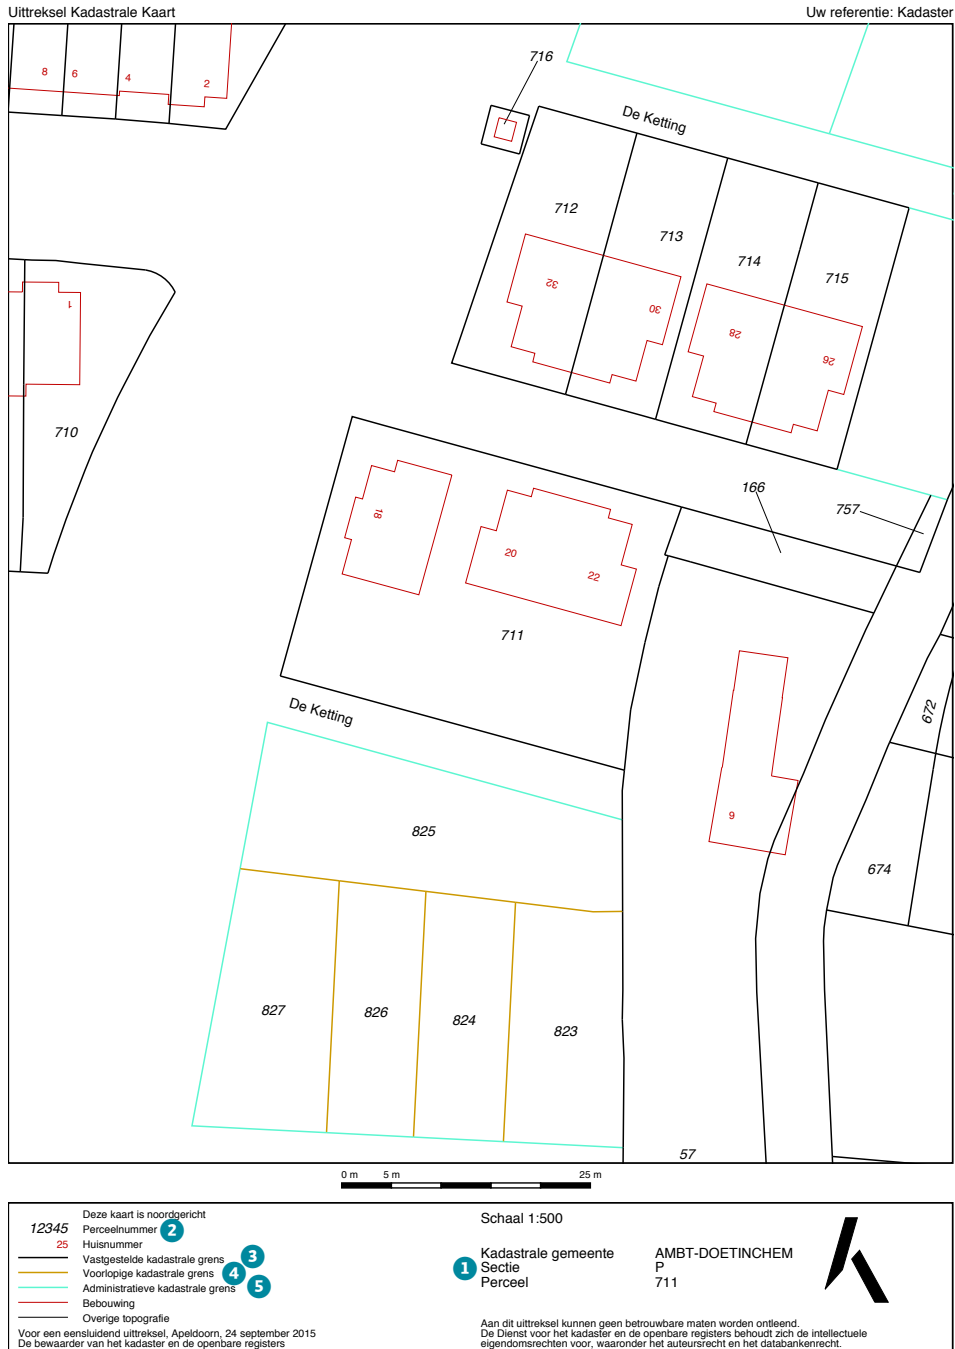 Uittreksel Kadastrale Kaart
Uw referentie: Kadaster
716
8
6
4
2
De Ketting
712
713
714
715
32
30
28
26
1
710
166
757
18
20
22
711
De Ketting
672
9
825
674
827
826
824
823
57
0 m 5 m 25 m
Deze kaart is noordgericht
12345 Perceelnummer 2
25 Huisnummer
Vastgestelde kadastrale grens 3
Voorlopige kadastrale grens 4
Administratieve kadastrale grens 5
Bebouwing
Overige topografie
Voor een eensluidend uittreksel, Apeldoorn, 24 september 2015
De bewaarder van het kadaster en de openbare registers
Schaal 1:500
Kadastrale gemeente AMBT-DOETINCHEM
1 Sectie P
Perceel 711
Aan dit uittreksel kunnen geen betrouwbare maten worden ontleend.
De Dienst voor het kadaster en de openbare registers behoudt zich de intellectuele
eigendomsrechten voor, waaronder het auteursrecht en het databankenrecht.